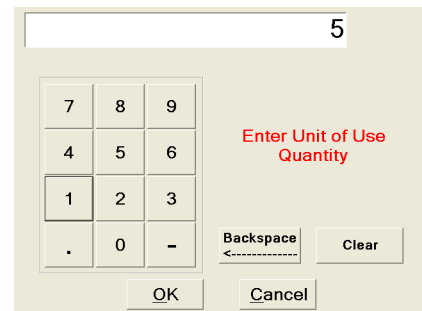 5
7 8 9
4 5 6
1 2 3
. 0 -
Enter Unit of Use
Quantity
Backspace
<-------------
Clear
OK
Cancel